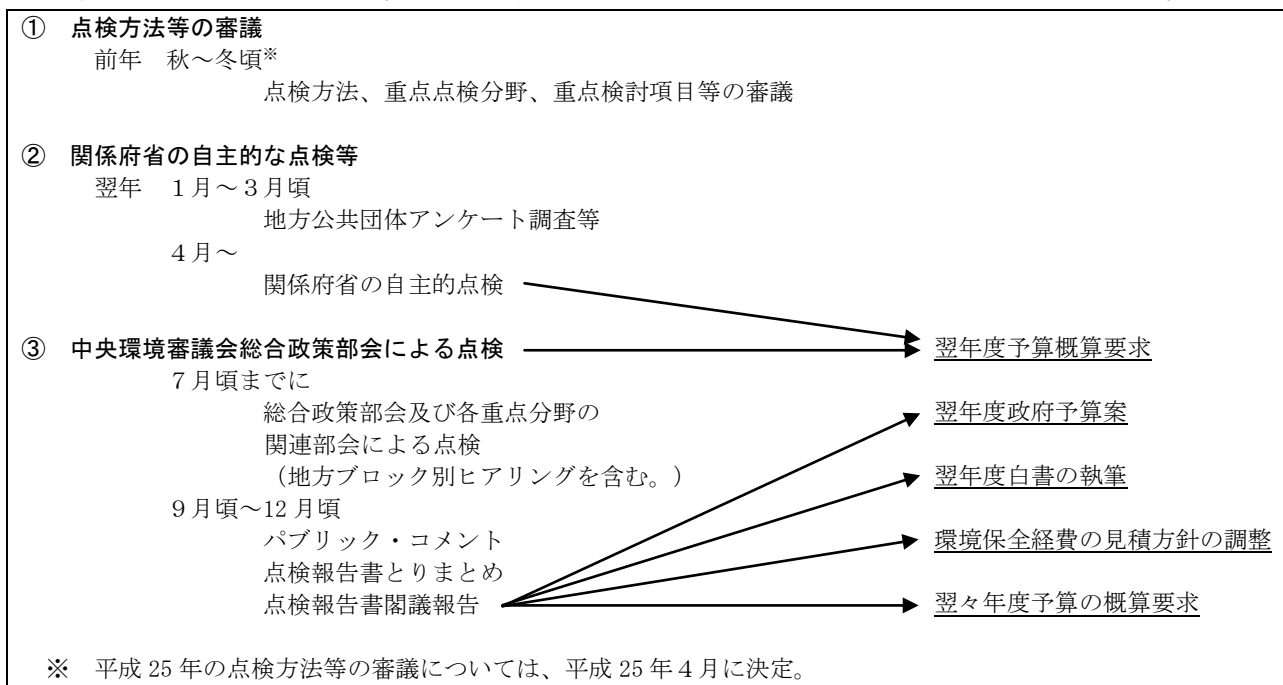 ① 点検方法等の審議
前年 秋～冬頃※
点検方法、重点点検分野、重点検討項目等の審議
② 関係府省の自主的な点検等
翌年 １月～３月頃
地方公共団体アンケート調査等
４月～
関係府省の自主的点検
③ 中央環境審議会総合政策部会による点検
翌年度予算概算要求
７月頃までに
総合政策部会及び各重点分野の
翌年度政府予算案
関連部会による点検
（地方ブロック別ヒアリングを含む。）
翌年度白書の執筆
９月頃～12 月頃
パブリック・コメント
環境保全経費の見積方針の調整
点検報告書とりまとめ
点検報告書閣議報告
翌々年度予算の概算要求
※ 平成 25 年の点検方法等の審議については、平成 25 年４月に決定。